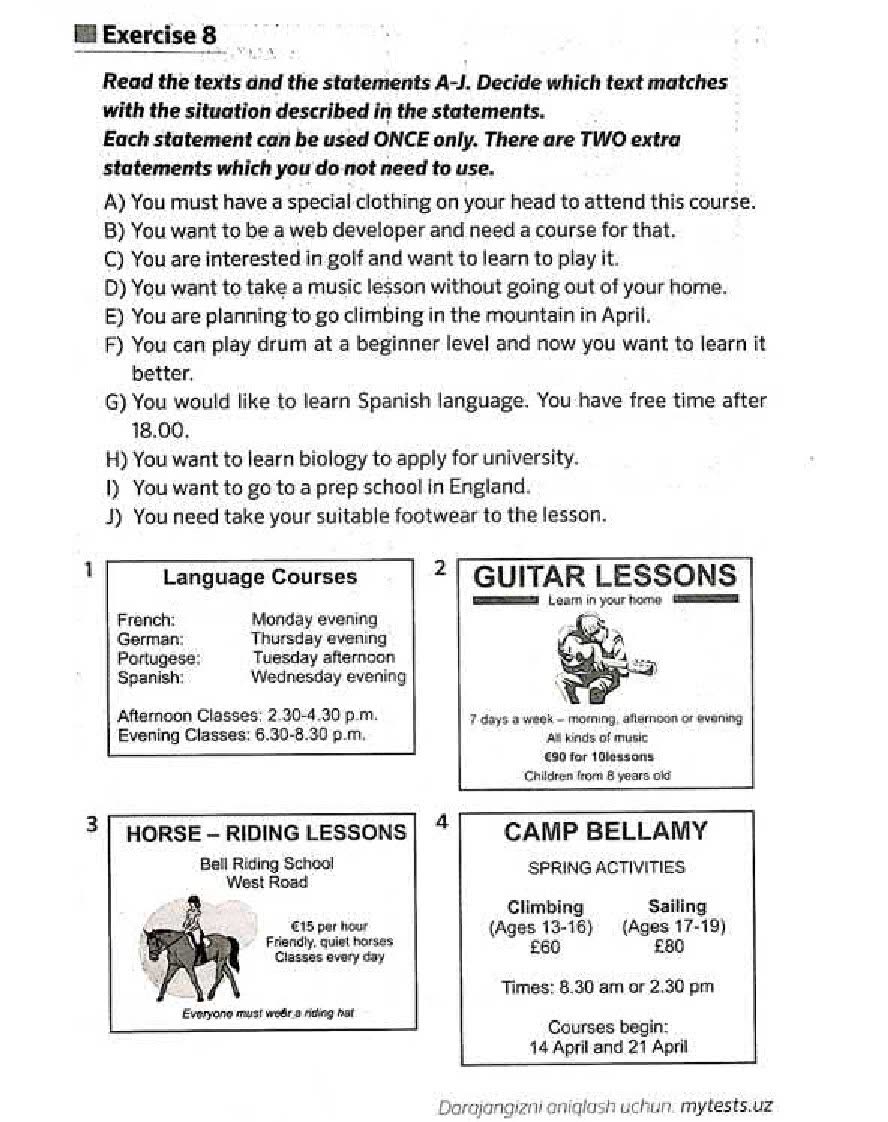 Exercise 8
Read the texts and the statements A-J. Decide which text matches
with the situation described in the statements.
Each statement can be used ONCE only. There are TWO extra
statements which you do not need to use.
A) You must have a special clothing on your head to attend this course.
B) You want to be a web developer and need a course for that.
C) You are interested in golf and want to learn to play it.
D) You want to take a music lesson without going out of your home.
E) You are planning to go climbing in the mountain in April.
F) You can play drum at a beginner level and now you want to learn it
better.
G) You would like to learn Spanish language. You have free time after
18.00.
H) You want to learn biology to apply for university.
I) You want to go to a prep school in England.
J) You need take your suitable footwear to the lesson.
1
Language Courses
French: Monday evening
German: Thursday evening
Portugese: Tuesday afternoon
Spanish: Wednesday evening
Afternoon Classes: 2.30-4.30 p.m.
Evening Classes: 6.30-8.30 p.m.
2
GUITAR LESSONS
Learn in your home
7 days a week – morning, afternoon or evening
All kinds of music
€90 for 10lessons
Children from 8 years old
3
HORSE – RIDING LESSONS
Bell Riding School
West Road
€15 per hour
Friendly, quiet horses
Classes every day
Everyone must wear a riding hat
4
CAMP BELLAMY
SPRING ACTIVITIES
Climbing Sailing
(Ages 13-16) (Ages 17-19)
£60 £80
Times: 8.30 am or 2.30 pm
Courses begin:
14 April and 21 April
Darajangizni aniqlash uchun. mytests.uz